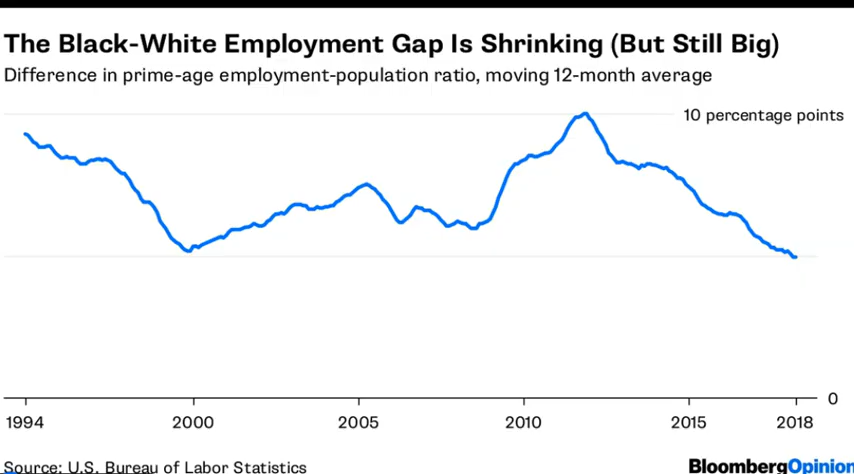 The Black-White Employment Gap Is Shrinking (But Still Big)
Difference in prime-age employment-population ratio, moving 12-month average
10 percentage points
0
1994 2000 2005 2010 2015 2018
Source: U.S. Bureau of Labor Statistics
BloombergOpinion